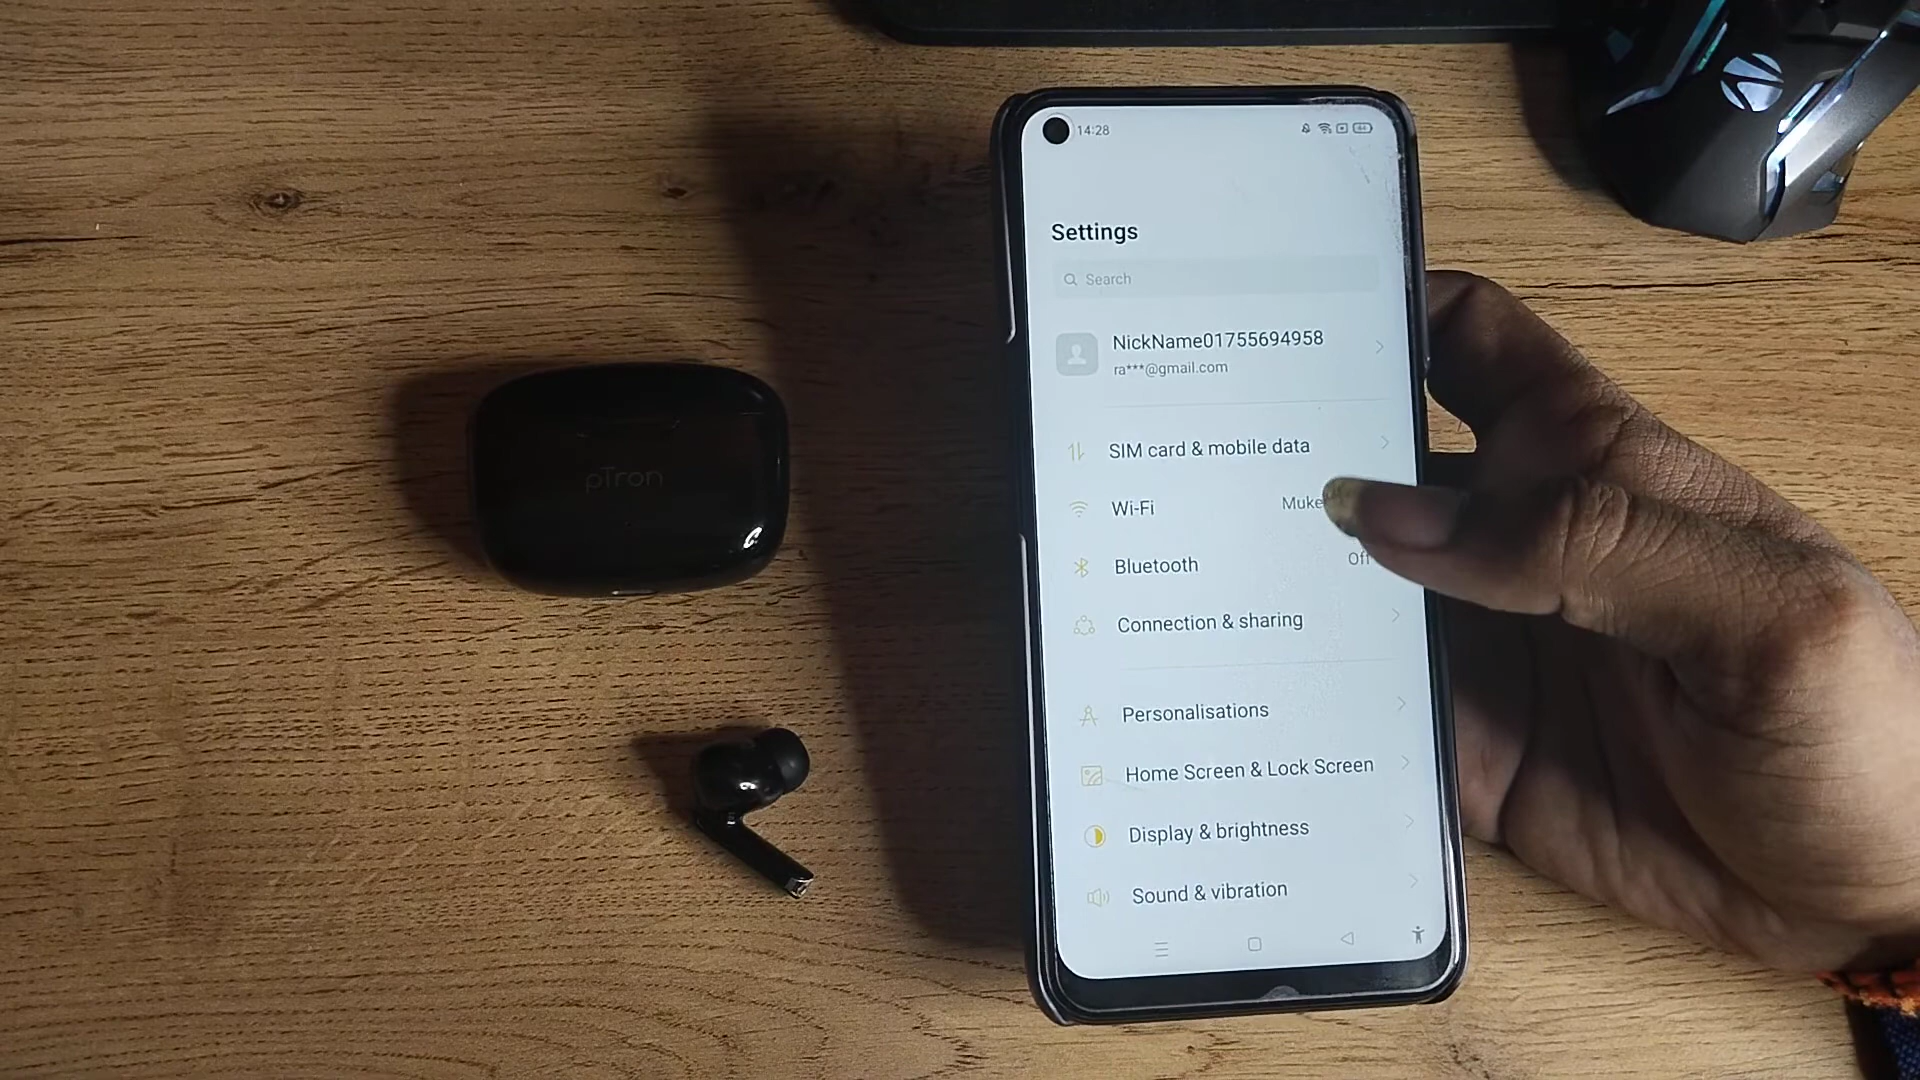 14:28
Settings
Search
NickName01755694958
ra***@gmail.com
SIM card & mobile data
Wi-Fi Muke
Bluetooth Off
Connection & sharing
Personalisations
Home Screen & Lock Screen
Display & brightness
Sound & vibration
pTron